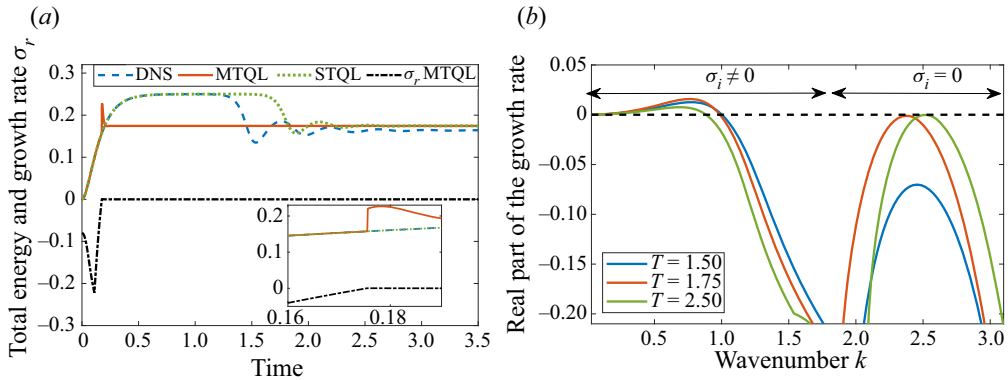 (a)
Total energy and growth rate σr
0.3
0.2
0.1
0
–0.1
–0.2
–0.3
DNS MTQL STQL σr MTQL
0.2
0.1
0
0.16 0.18
0 0.5 1.0 1.5 2.0 2.5 3.0 3.5
Time
(b)
Real part of the growth rate
0.05
0
–0.05
–0.10
–0.15
–0.20
σi ≠ 0 σi = 0
T = 1.50
T = 1.75
T = 2.50
0.5 1.0 1.5 2.0 2.5 3.0
Wavenumber k